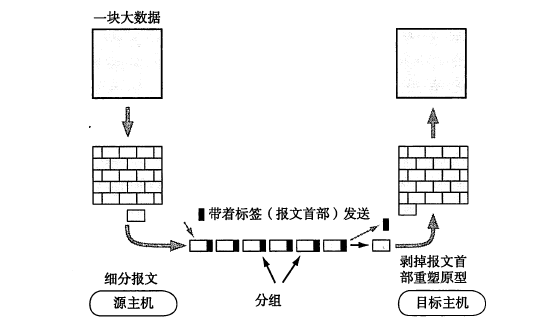 一块大数据
带着标签（报文首部）发送
细分报文
源主机
分组
剥掉报文首
部重塑原型
目标主机